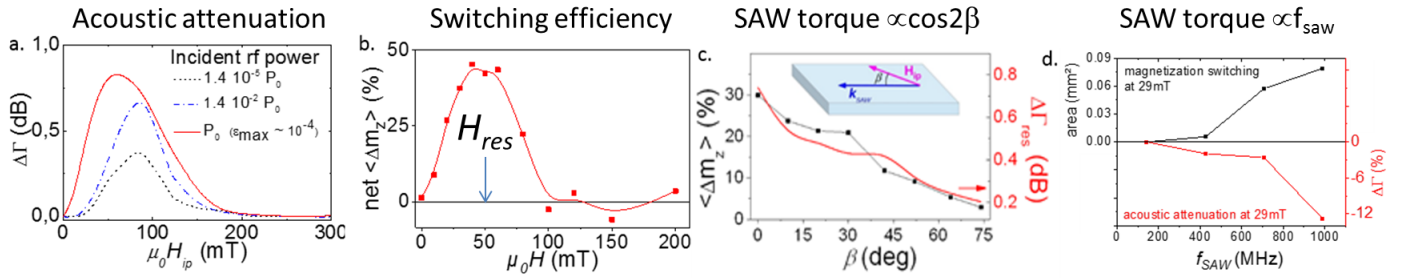 Acoustic attenuation
Switching efficiency
SAW torque ∝cos2β
SAW torque ∝f_saw
a.
1,0
0,5
0,0
ΔΓ (dB)
Incident rf power
1.4 10⁻⁵ P₀
1.4 10⁻² P₀
P₀ (ε_max ~ 10⁻⁴)
0
100
200
300
μ₀H_ip (mT)
b.
50
25
0
net <Δm_z> (%)
H_res
0
50
100
150
200
μ₀H (mT)
c.
40
30
20
10
0
<Δm_z> (%)
β
H_ip
k_SAW
0.8
0.6
0.4
0.2
ΔΓ_res (dB)
0
15
30
45
60
75
β (deg)
d.
0.09
0.06
0.03
0.00
area (mm²)
magnetization switching
at 29mT
0
-6
-12
ΔΓ (%)
acoustic attenuation at 29mT
200
400
600
800
1000
f_SAW (MHz)